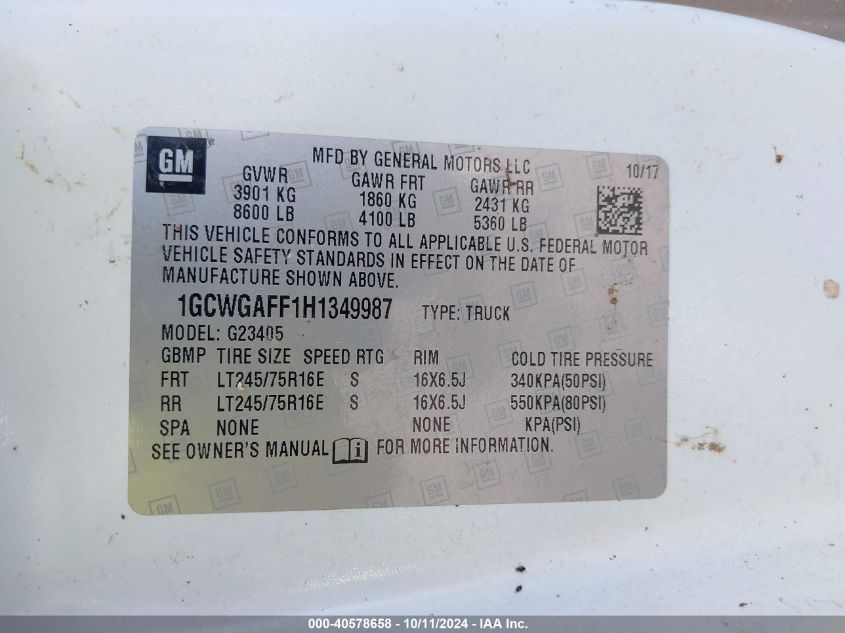 GM
MFD BY GENERAL MOTORS LLC
10/17
GVWR GAWR FRT GAWR RR
3901 KG 1860 KG 2431 KG
8600 LB 4100 LB 5360 LB
THIS VEHICLE CONFORMS TO ALL APPLICABLE U.S. FEDERAL MOTOR
VEHICLE SAFETY STANDARDS IN EFFECT ON THE DATE OF
MANUFACTURE SHOWN ABOVE.
1GCWGAFF1H1349987 TYPE: TRUCK
MODEL: G23405
GBMP TIRE SIZE SPEED RTG RIM COLD TIRE PRESSURE
FRT LT245/75R16E S 16X6.5J 340KPA(50PSI)
RR LT245/75R16E S 16X6.5J 550KPA(80PSI)
SPA NONE NONE KPA(PSI)
SEE OWNER'S MANUAL FOR MORE INFORMATION.
000-40578658 - 10/11/2024 - IAA Inc.